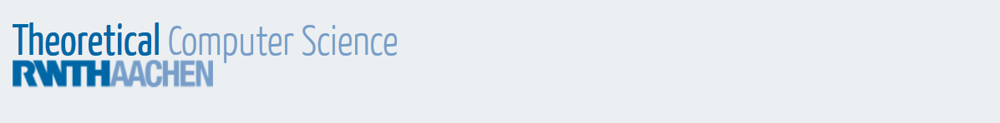 Theoretical Computer Science
RWTHAACHEN